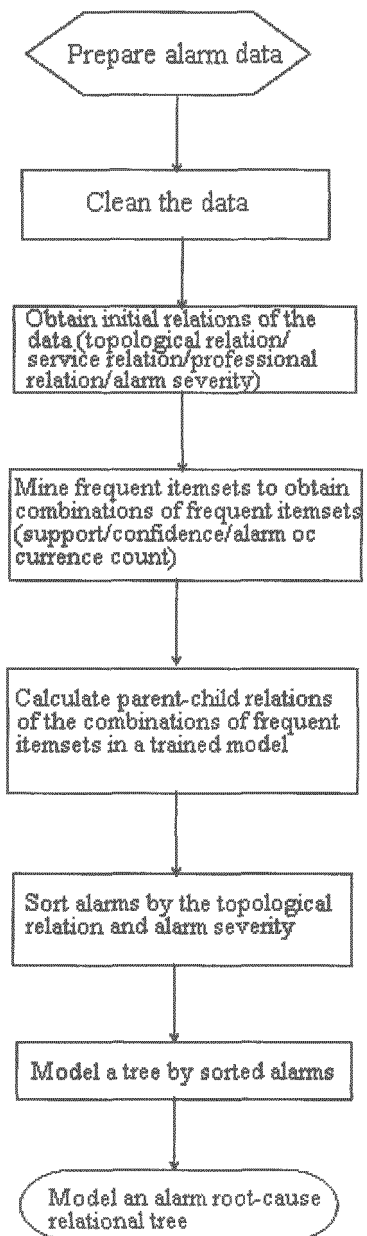 Prepare alarm data
Clean the data
Obtain initial relations of the
data (topological relation/
service relation/professional
relation/alarm severity)
Mine frequent itemsets to obtain
combinations of frequent itemsets
(support/confidence/alarm oc
currence count)
Calculate parent-child relations
of the combinations of frequent
itemsets in a trained model
Sort alarms by the topological
relation and alarm severity
Model a tree by sorted alarms
Model an alarm root-cause
relational tree